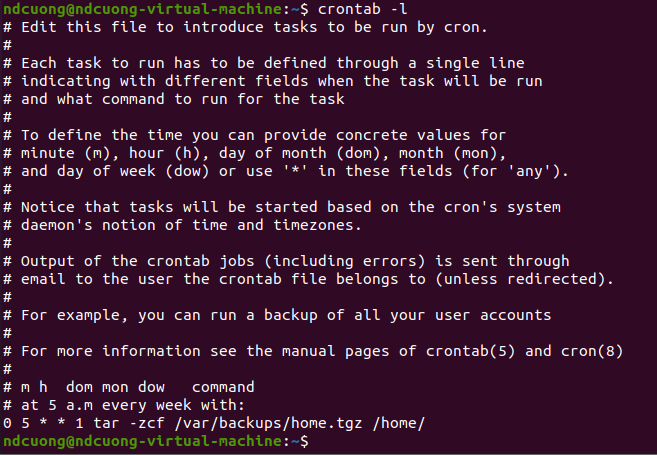 ndcuong@ndcuong-virtual-machine:~$ crontab -l
# Edit this file to introduce tasks to be run by cron.
#
# Each task to run has to be defined through a single line
# indicating with different fields when the task will be run
# and what command to run for the task
#
# To define the time you can provide concrete values for
# minute (m), hour (h), day of month (dom), month (mon),
# and day of week (dow) or use '*' in these fields (for 'any').
#
# Notice that tasks will be started based on the cron's system
# daemon's notion of time and timezones.
#
# Output of the crontab jobs (including errors) is sent through
# email to the user the crontab file belongs to (unless redirected).
#
# For example, you can run a backup of all your user accounts
#
# For more information see the manual pages of crontab(5) and cron(8)
#
# m h  dom mon dow   command
# at 5 a.m every week with:
0 5 * * 1 tar -zcf /var/backups/home.tgz /home/
ndcuong@ndcuong-virtual-machine:~$